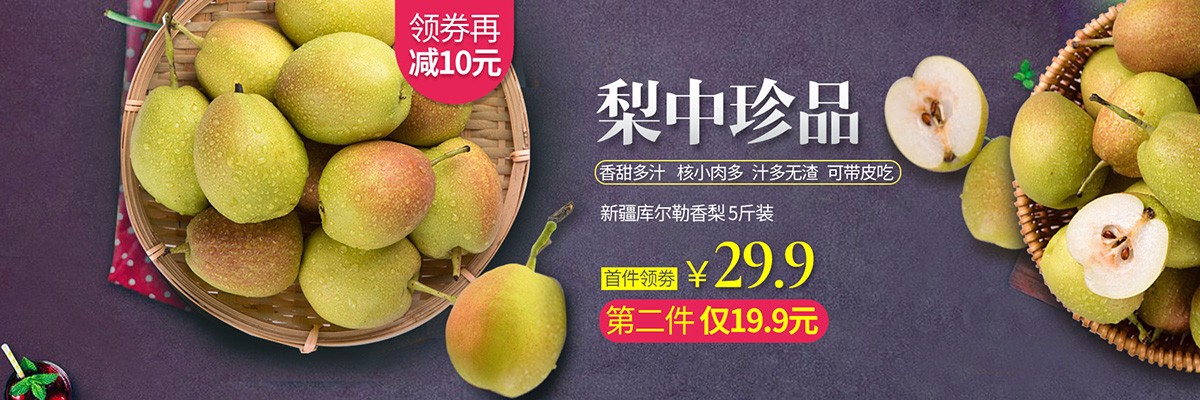 领券再
减10元
梨中珍品
香甜多汁 核小肉多 汁多无渣 可带皮吃
新疆库尔勒香梨5斤装
首件领券 ¥29.9
第二件 仅19.9元